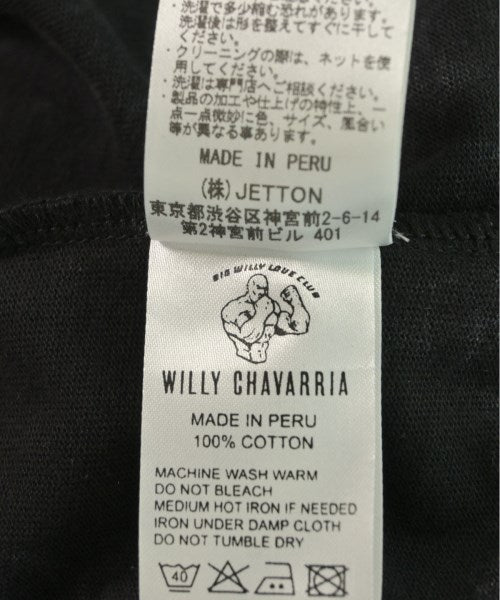 ・洗濯で多少縮む恐れがあります。
洗濯後は形を整えてすぐに干して
ください。
・クリーニングの際は、ネットを使
用してください。
・洗濯は専門店へご相談ください。
・製品の加工や仕上げの特性上、一
点一点微妙に色、サイズ、風合い
等が異なる事あります。
MADE IN PERU
(株)JETTON
東京都渋谷区神宮前2-6-14
第2神宮前ビル 401
BIG WILLY LOVE CLUB
WILLY CHAVARRIA
MADE IN PERU
100% COTTON
MACHINE WASH WARM
DO NOT BLEACH
MEDIUM HOT IRON IF NEEDED
IRON UNDER DAMP CLOTH
DO NOT TUMBLE DRY
40